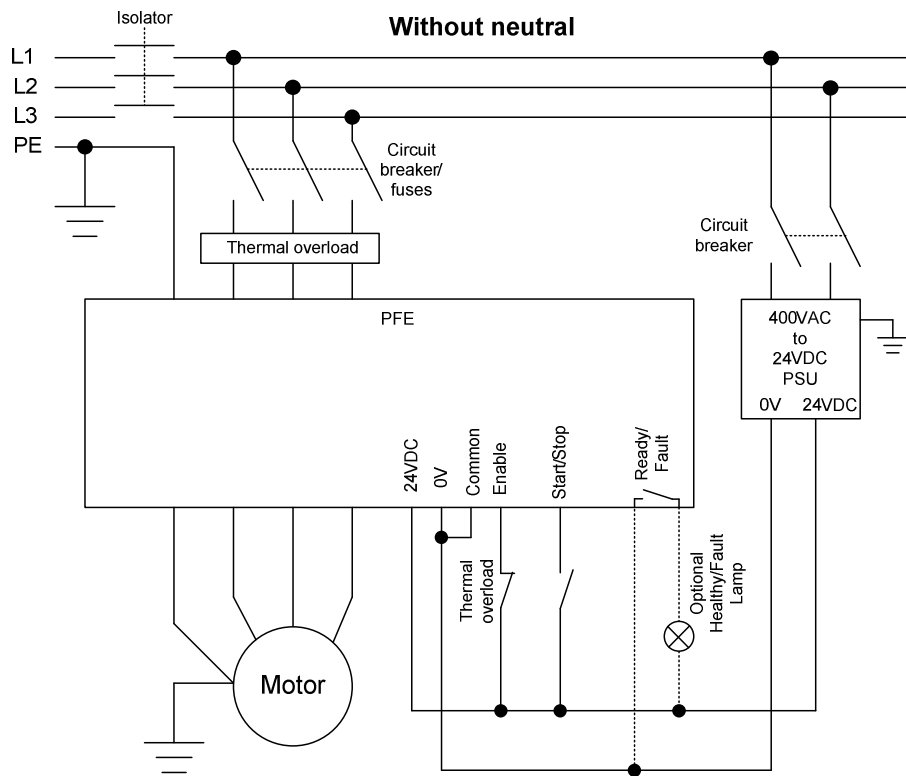 Isolator
Without neutral
L1
L2
L3
PE
Circuit
breaker/
fuses
Thermal overload
Circuit
breaker
PFE
400VAC
to
24VDC
PSU
0V 24VDC
24VDC
0V
Common
Enable
Start/Stop
Ready/
Fault
Thermal
overload
Optional
Healthy/Fault
Lamp
Motor